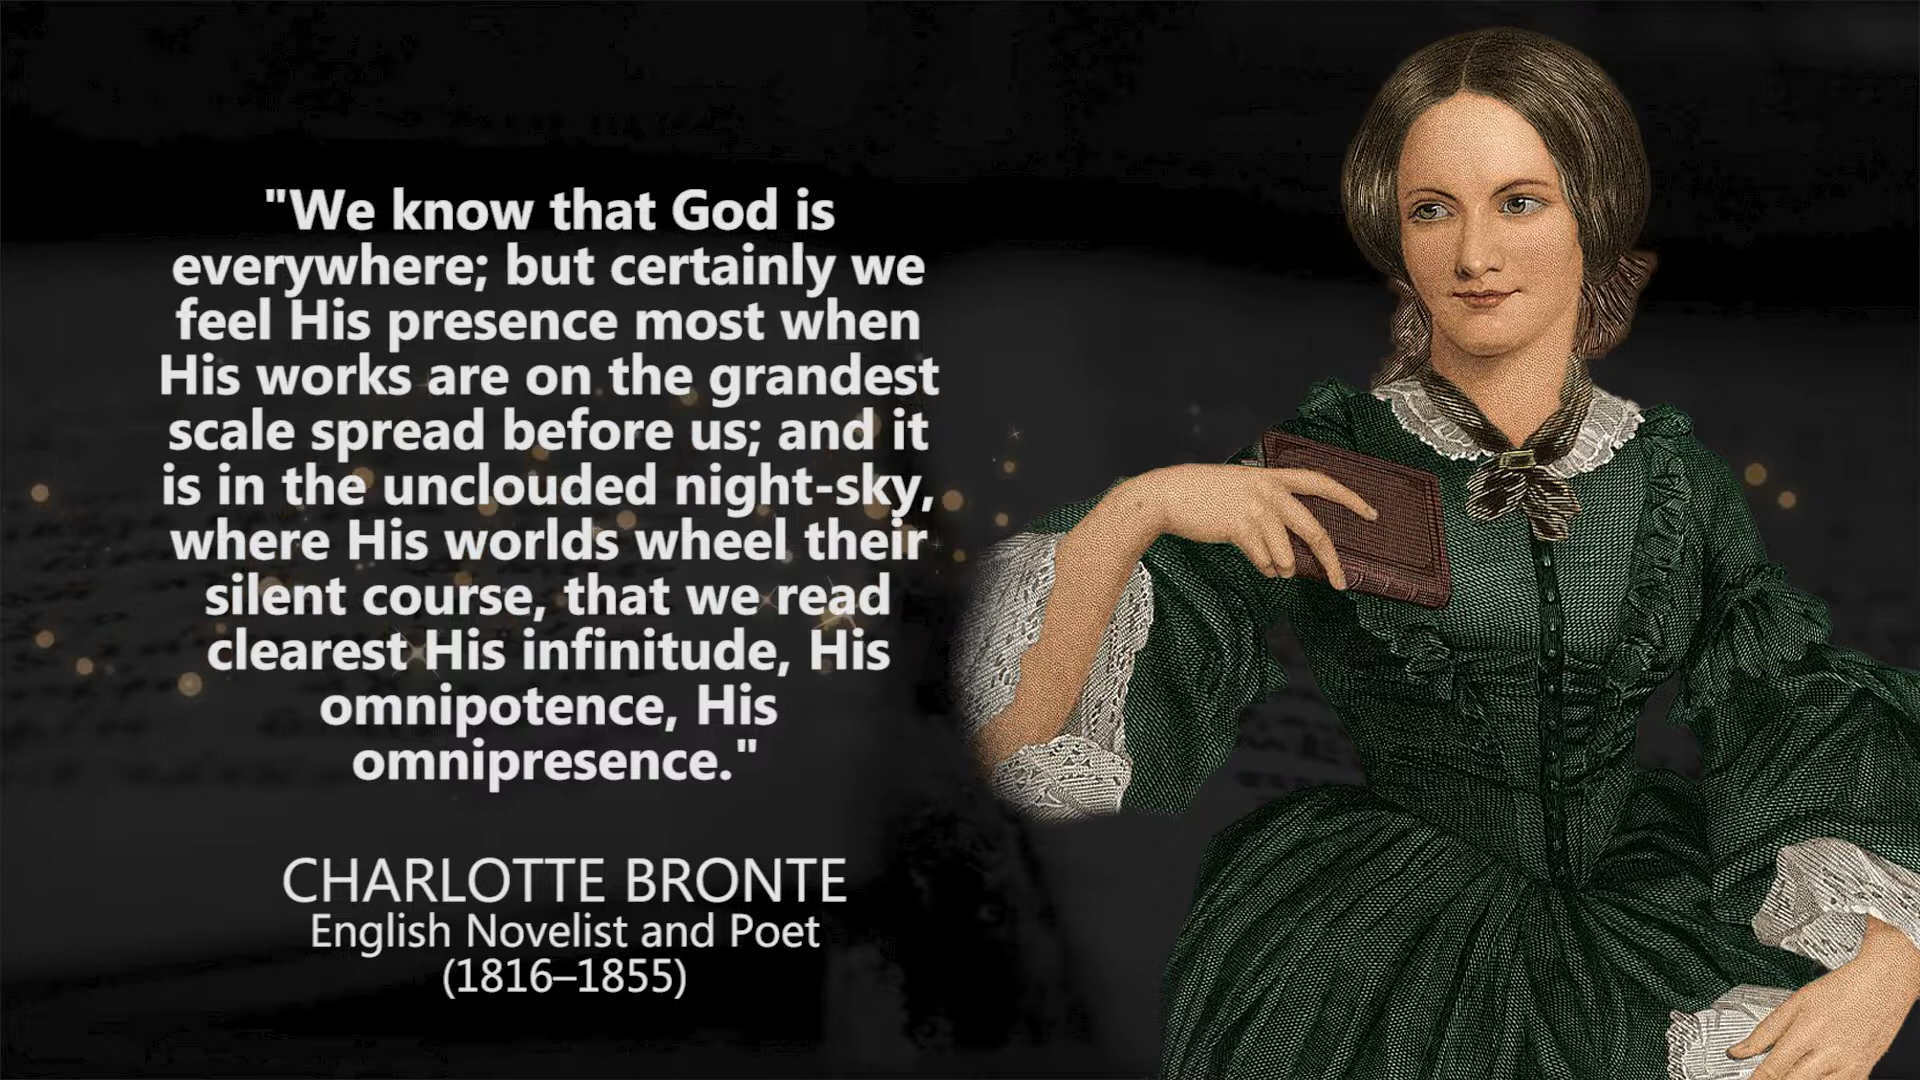 "We know that God is
everywhere; but certainly we
feel His presence most when
His works are on the grandest
scale spread before us; and it
is in the unclouded night-sky,
where His worlds wheel their
silent course, that we read
clearest His infinitude, His
omnipotence, His
omnipresence."
CHARLOTTE BRONTE
English Novelist and Poet
(1816–1855)